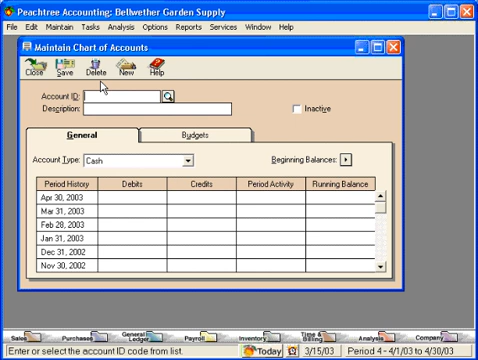 Peachtree Accounting: Bellwether Garden Supply
File Edit Maintain Tasks Analysis Options Reports Services Window Help
Maintain Chart of Accounts
Close Save Delete New Help
Account ID:
Description:
Inactive
General Budgets
Account Type: Cash Beginning Balances:
Period History Debits Credits Period Activity Running Balance
Apr 30, 2003
Mar 31, 2003
Feb 28, 2003
Jan 31, 2003
Dec 31, 2002
Nov 30, 2002
Sales Purchases General Ledger Payroll Inventory Time & Billing Analysis Company
Enter or select the account ID code from list. Today 3/15/03 Period 4 - 4/1/03 to 4/30/03